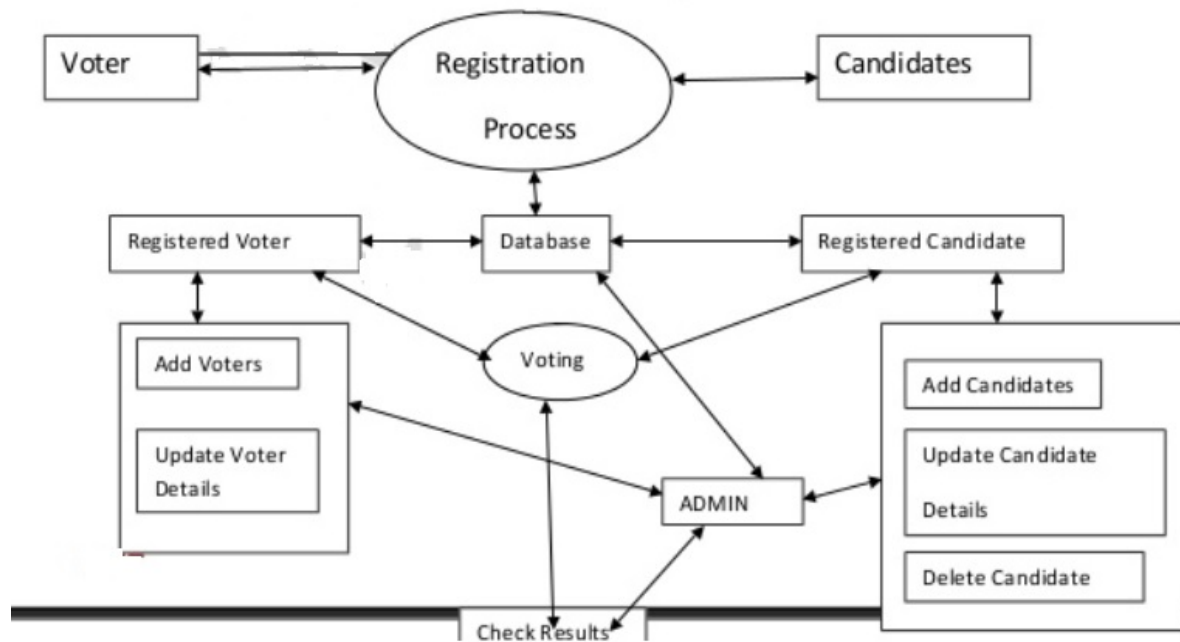 Voter
Registration
Process
Candidates
Registered Voter
Database
Registered Candidate
Add Voters
Voting
Add Candidates
Update Voter
Details
Update Candidate
Details
ADMIN
Delete Candidate
Check Results